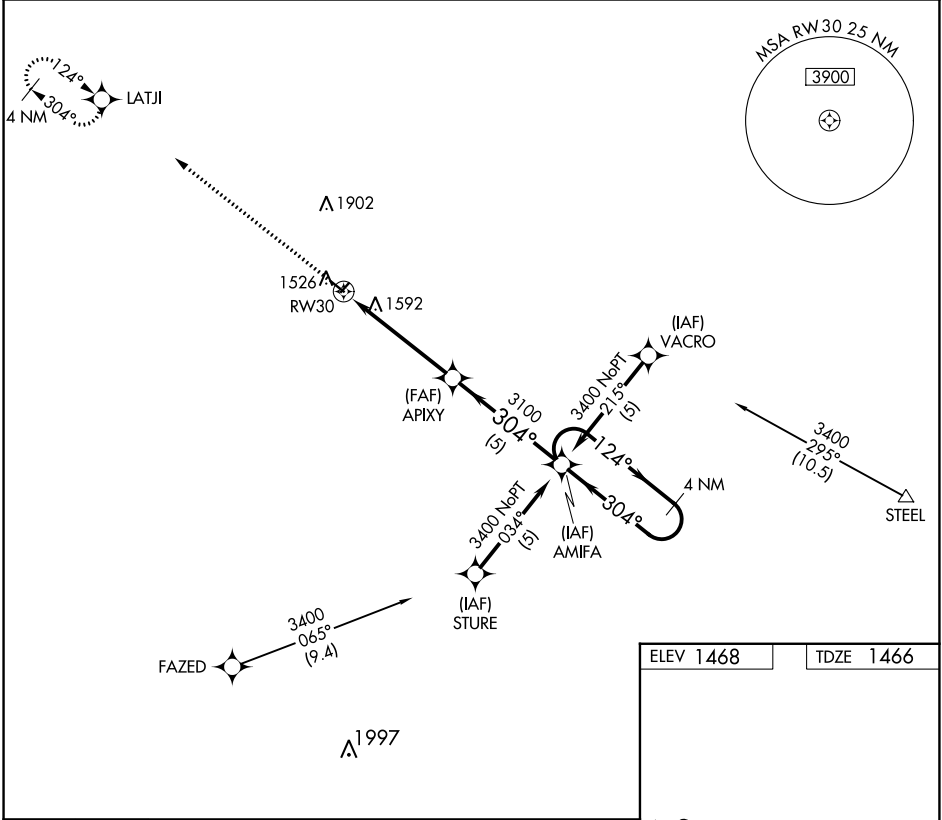 MSA RW30 25 NM
3900
124°
304°
4 NM
LATJI
1902
1526
RW30
1592
(IAF)
VACRO
3400 NoPT
215°
(5)
(FAF)
APIXY
3100
304°
(5)
124°
304°
4 NM
3400
295°
(10.5)
STEEL
(IAF)
AMIFA
3400 NoPT
034°
(5)
(IAF)
STURE
3400
065°
(9.4)
FAZED
1997
ELEV 1468
TDZE 1466